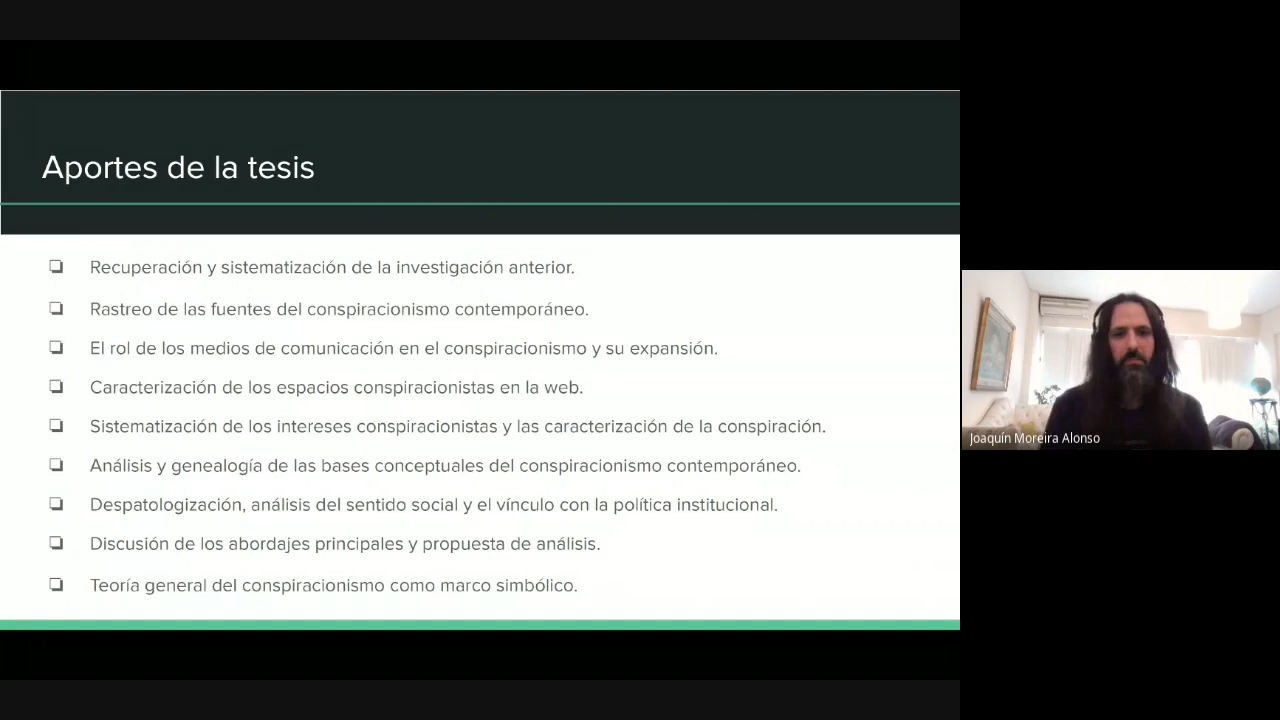 Aportes de la tesis
Recuperación y sistematización de la investigación anterior.
Rastreo de las fuentes del conspiracionismo contemporáneo.
El rol de los medios de comunicación en el conspiracionismo y su expansión.
Caracterización de los espacios conspiracionistas en la web.
Sistematización de los intereses conspiracionistas y las caracterización de la conspiración.
Análisis y genealogía de las bases conceptuales del conspiracionismo contemporáneo.
Despatologización, análisis del sentido social y el vínculo con la política institucional.
Discusión de los abordajes principales y propuesta de análisis.
Teoría general del conspiracionismo como marco simbólico.
Joaquín Moreira Alonso